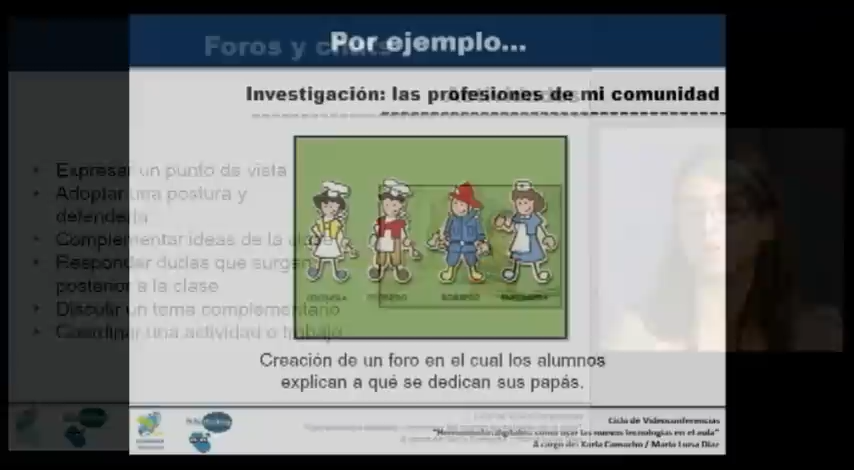 Foros y chats
Por ejemplo...
Investigación: las profesiones de mi comunidad
• Expresar un punto de vista
• Adoptar una postura y
defenderla
• Complementar ideas de la clase
• Responder dudas que surgen
posterior a la clase
• Discutir un tema complementario
• Coordinar una actividad o trabajo
BOMBERO
Creación de un foro en el cual los alumnos
explican a qué se dedican sus papás.
Ciclo de Videoconferencias
"Herramientas digitales: cómo usar las nuevas tecnologías en el aula"
A cargo de: Karla Camacho / María Luisa Díaz